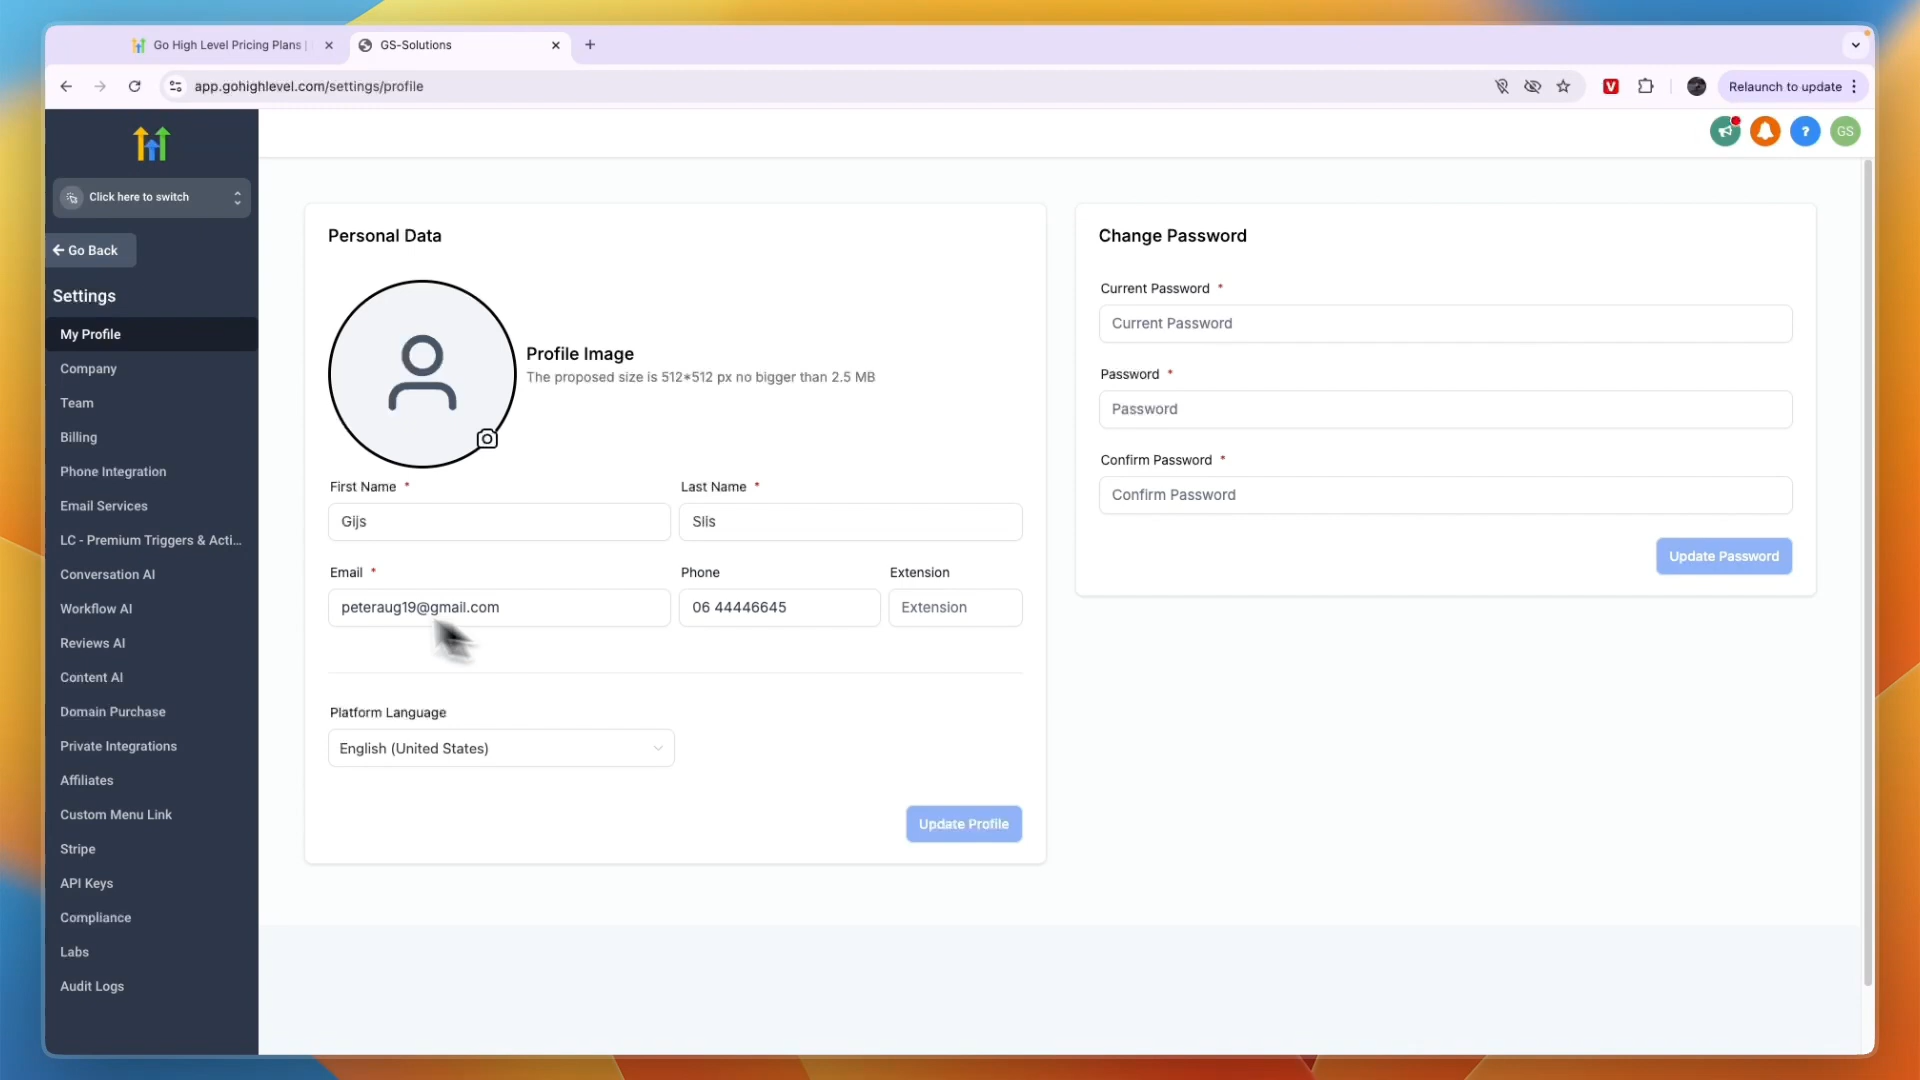 Go High Level Pricing Plans |
GS-Solutions
app.gohighlevel.com/settings/profile
Relaunch to update
Click here to switch
GS
Go Back
Settings
My Profile
Company
Team
Billing
Phone Integration
Email Services
LC - Premium Triggers & Acti...
Conversation AI
Workflow AI
Reviews AI
Content AI
Domain Purchase
Private Integrations
Affiliates
Custom Menu Link
Stripe
API Keys
Compliance
Labs
Audit Logs
Personal Data
Profile Image
The proposed size is 512*512 px no bigger than 2.5 MB
First Name *
Last Name *
Gijs
Slis
Email *
Phone
Extension
peteraug19@gmail.com
06 44446645
Extension
Platform Language
English (United States)
Update Profile
Change Password
Current Password *
Current Password
Password *
Password
Confirm Password *
Confirm Password
Update Password